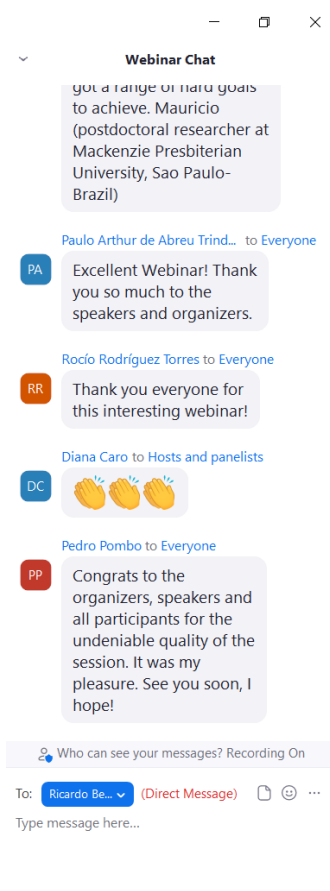 Webinar Chat
got a range of hard goals
to achieve. Mauricio
(postdoctoral researcher at
Mackenzie Presbiterian
University, Sao Paulo-
Brazil)
Paulo Arthur de Abreu Trind... to Everyone
PA
Excellent Webinar! Thank
you so much to the
speakers and organizers.
Rocío Rodríguez Torres to Everyone
RR
Thank you everyone for
this interesting webinar!
Diana Caro to Hosts and panelists
DC
👏👏👏
Pedro Pombo to Everyone
PP
Congrats to the
organizers, speakers and
all participants for the
undeniable quality of the
session. It was my
pleasure. See you soon, I
hope!
Who can see your messages? Recording On
To: Ricardo Be... (Direct Message)
Type message here...